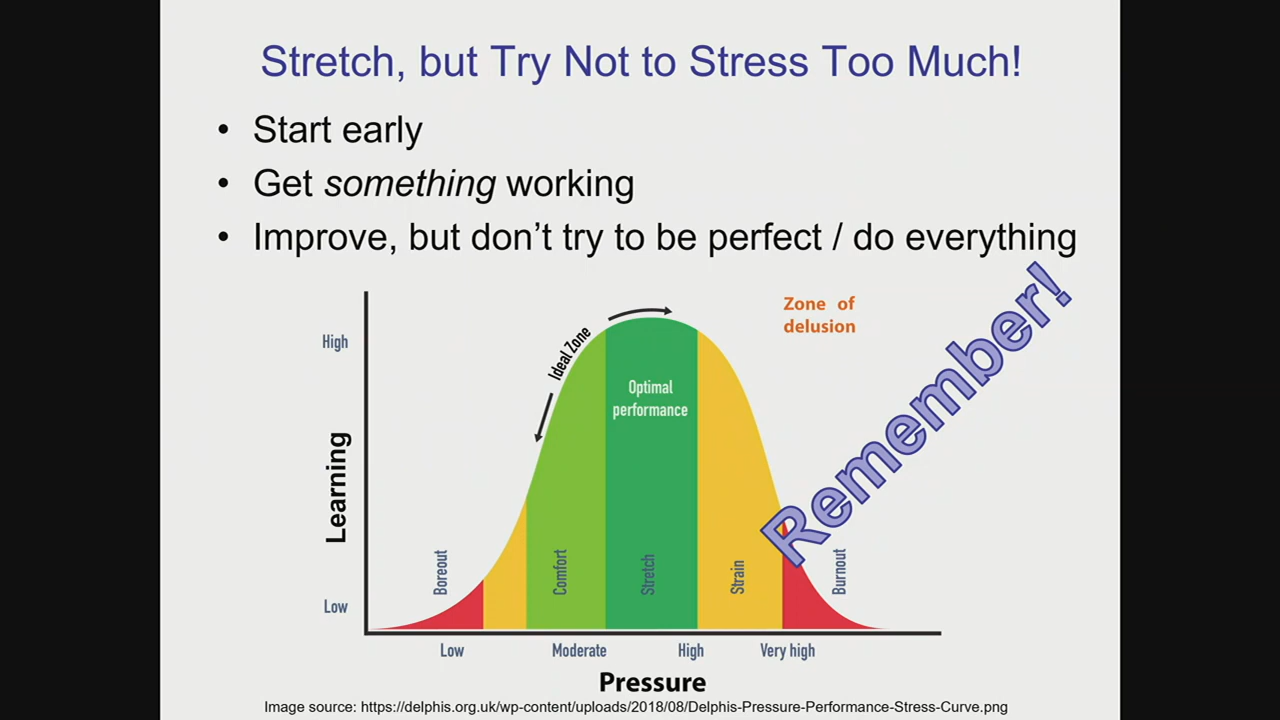 Stretch, but Try Not to Stress Too Much!
• Start early
• Get something working
• Improve, but don't try to be perfect / do everything
Remember!
Zone of
delusion
Ideal Zone
Optimal
performance
High
Learning
Low
Boreout
Comfort
Stretch
Strain
Burnout
Low
Moderate
High
Very high
Pressure
Image source: https://delphis.org.uk/wp-content/uploads/2018/08/Delphis-Pressure-Performance-Stress-Curve.png